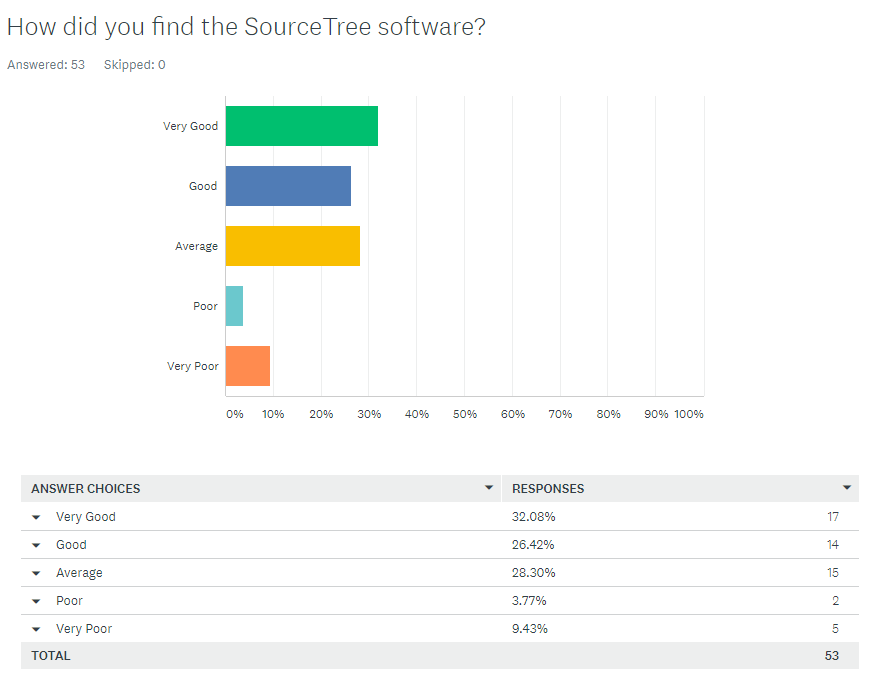 How did you find the SourceTree software?
Answered: 53 Skipped: 0
Very Good
Good
Average
Poor
Very Poor
0% 10% 20% 30% 40% 50% 60% 70% 80% 90% 100%
ANSWER CHOICES RESPONSES
Very Good 32.08% 17
Good 26.42% 14
Average 28.30% 15
Poor 3.77% 2
Very Poor 9.43% 5
TOTAL 53